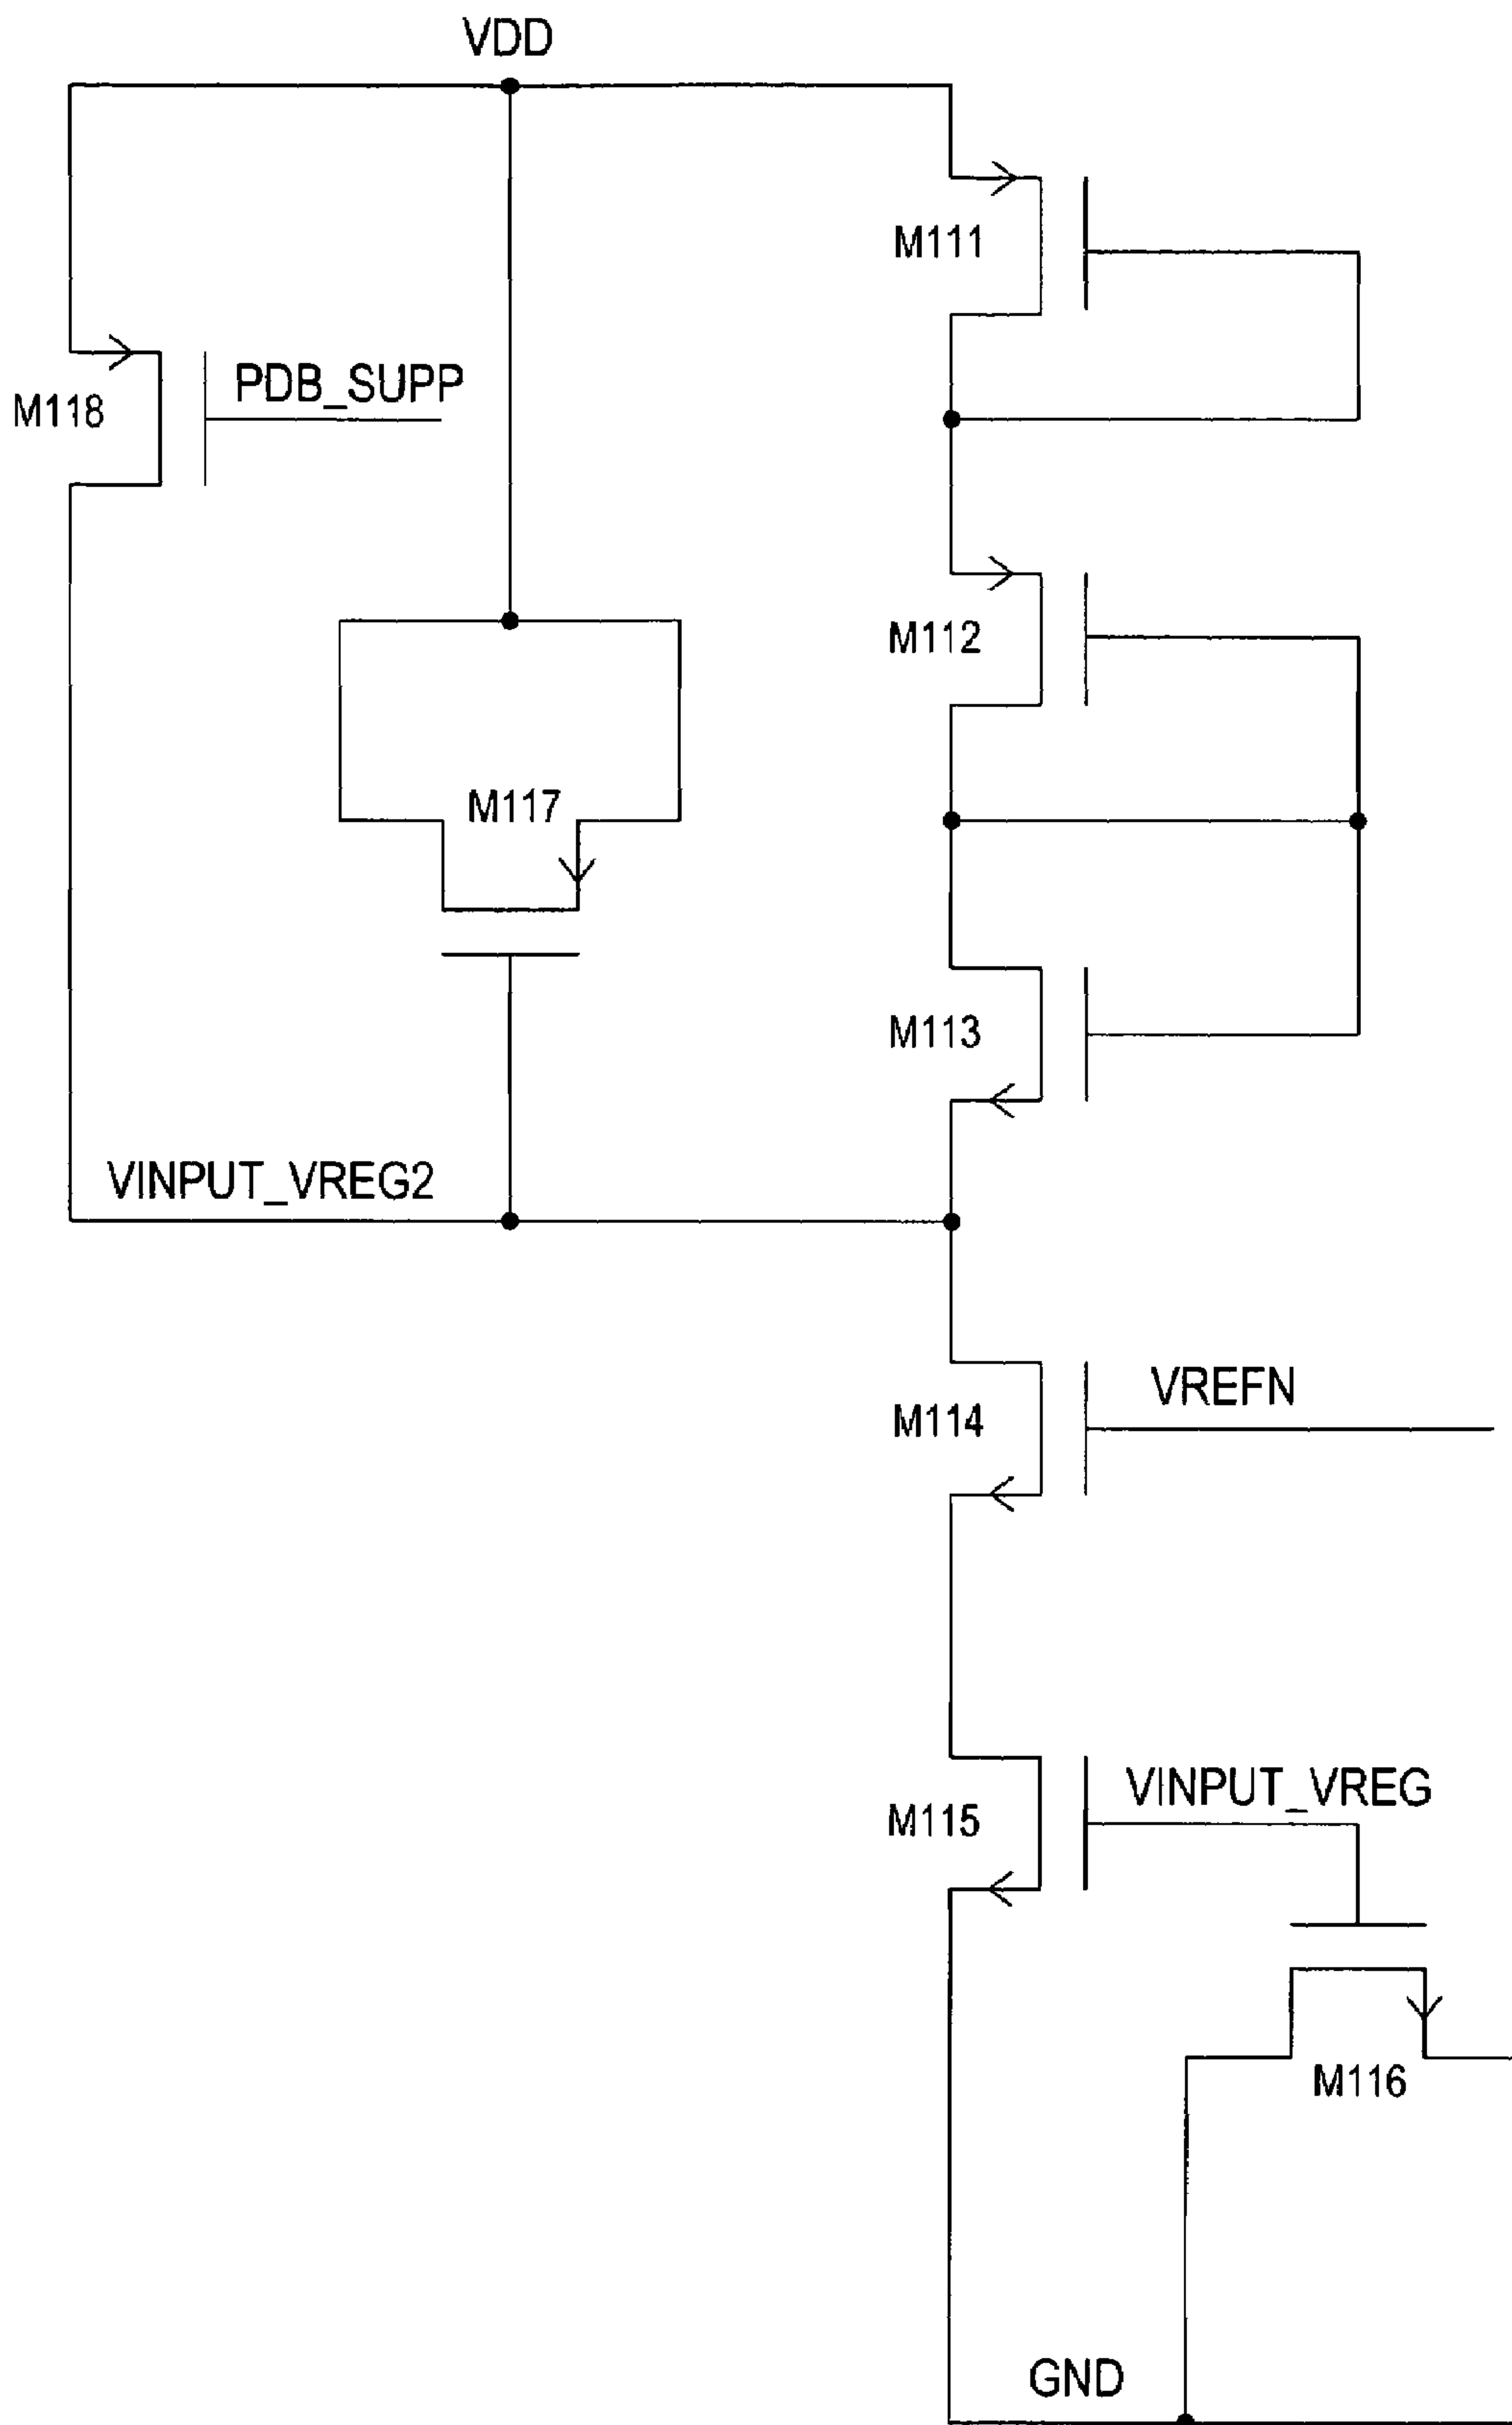 VDD
M111
PDB_SUPP
M118
M112
M117
M113
VINPUT_VREG2
VREFN
M114
VINPUT_VREG
M115
M116
GND